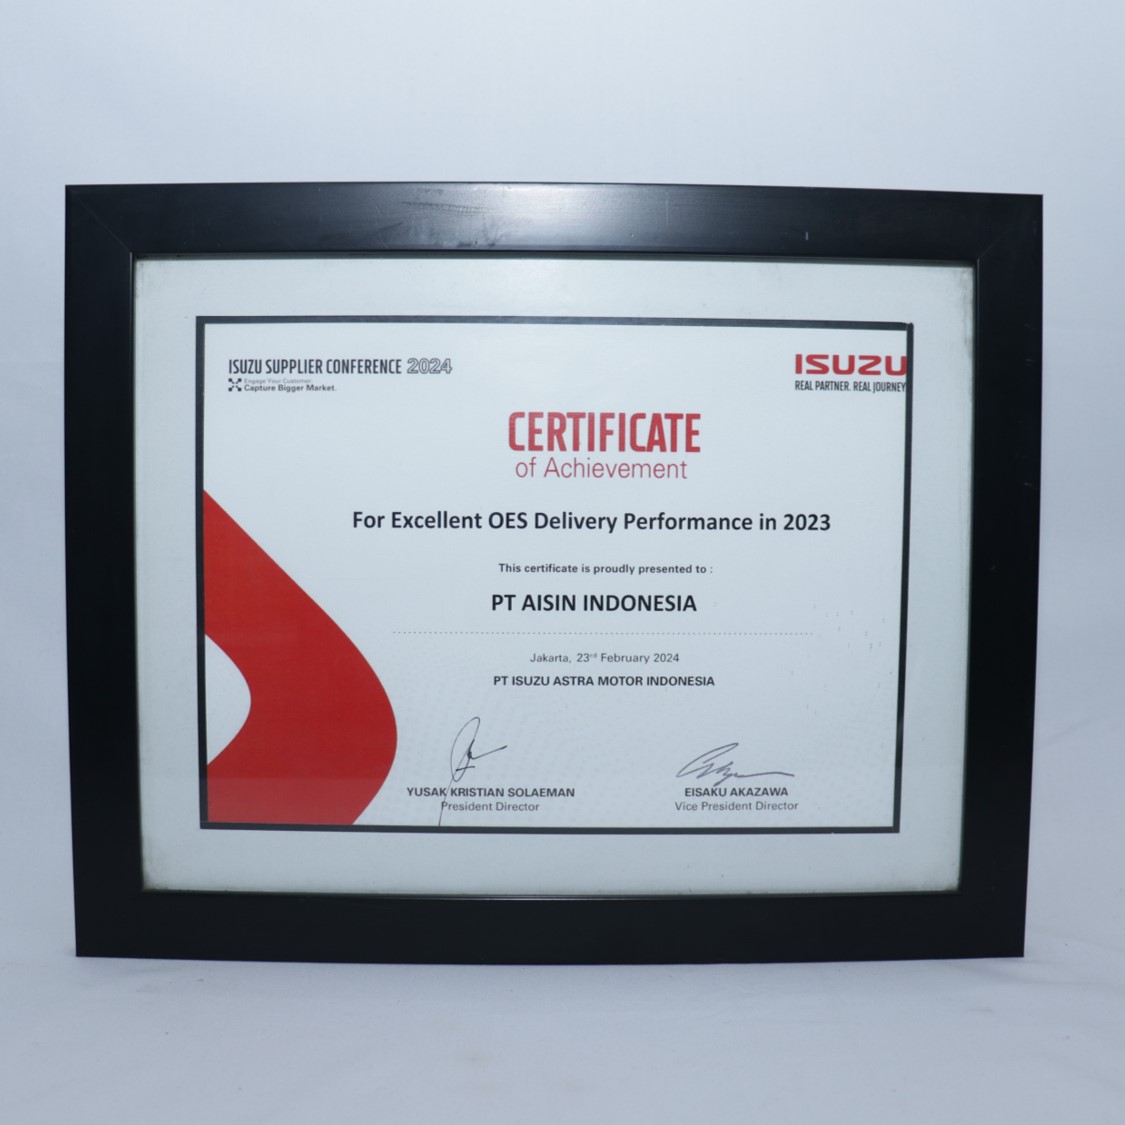 ISUZU SUPPLIER CONFERENCE 2024
Engage Your Customer
Capture Bigger Market.
ISUZU
REAL PARTNER. REAL JOURNEY
CERTIFICATE
of Achievement
For Excellent OES Delivery Performance in 2023
This certificate is proudly presented to :
PT AISIN INDONESIA
Jakarta, 23rd February 2024
PT ISUZU ASTRA MOTOR INDONESIA
YUSAK KRISTIAN SOLAEMAN
President Director
EISAKU AKAZAWA
Vice President Director